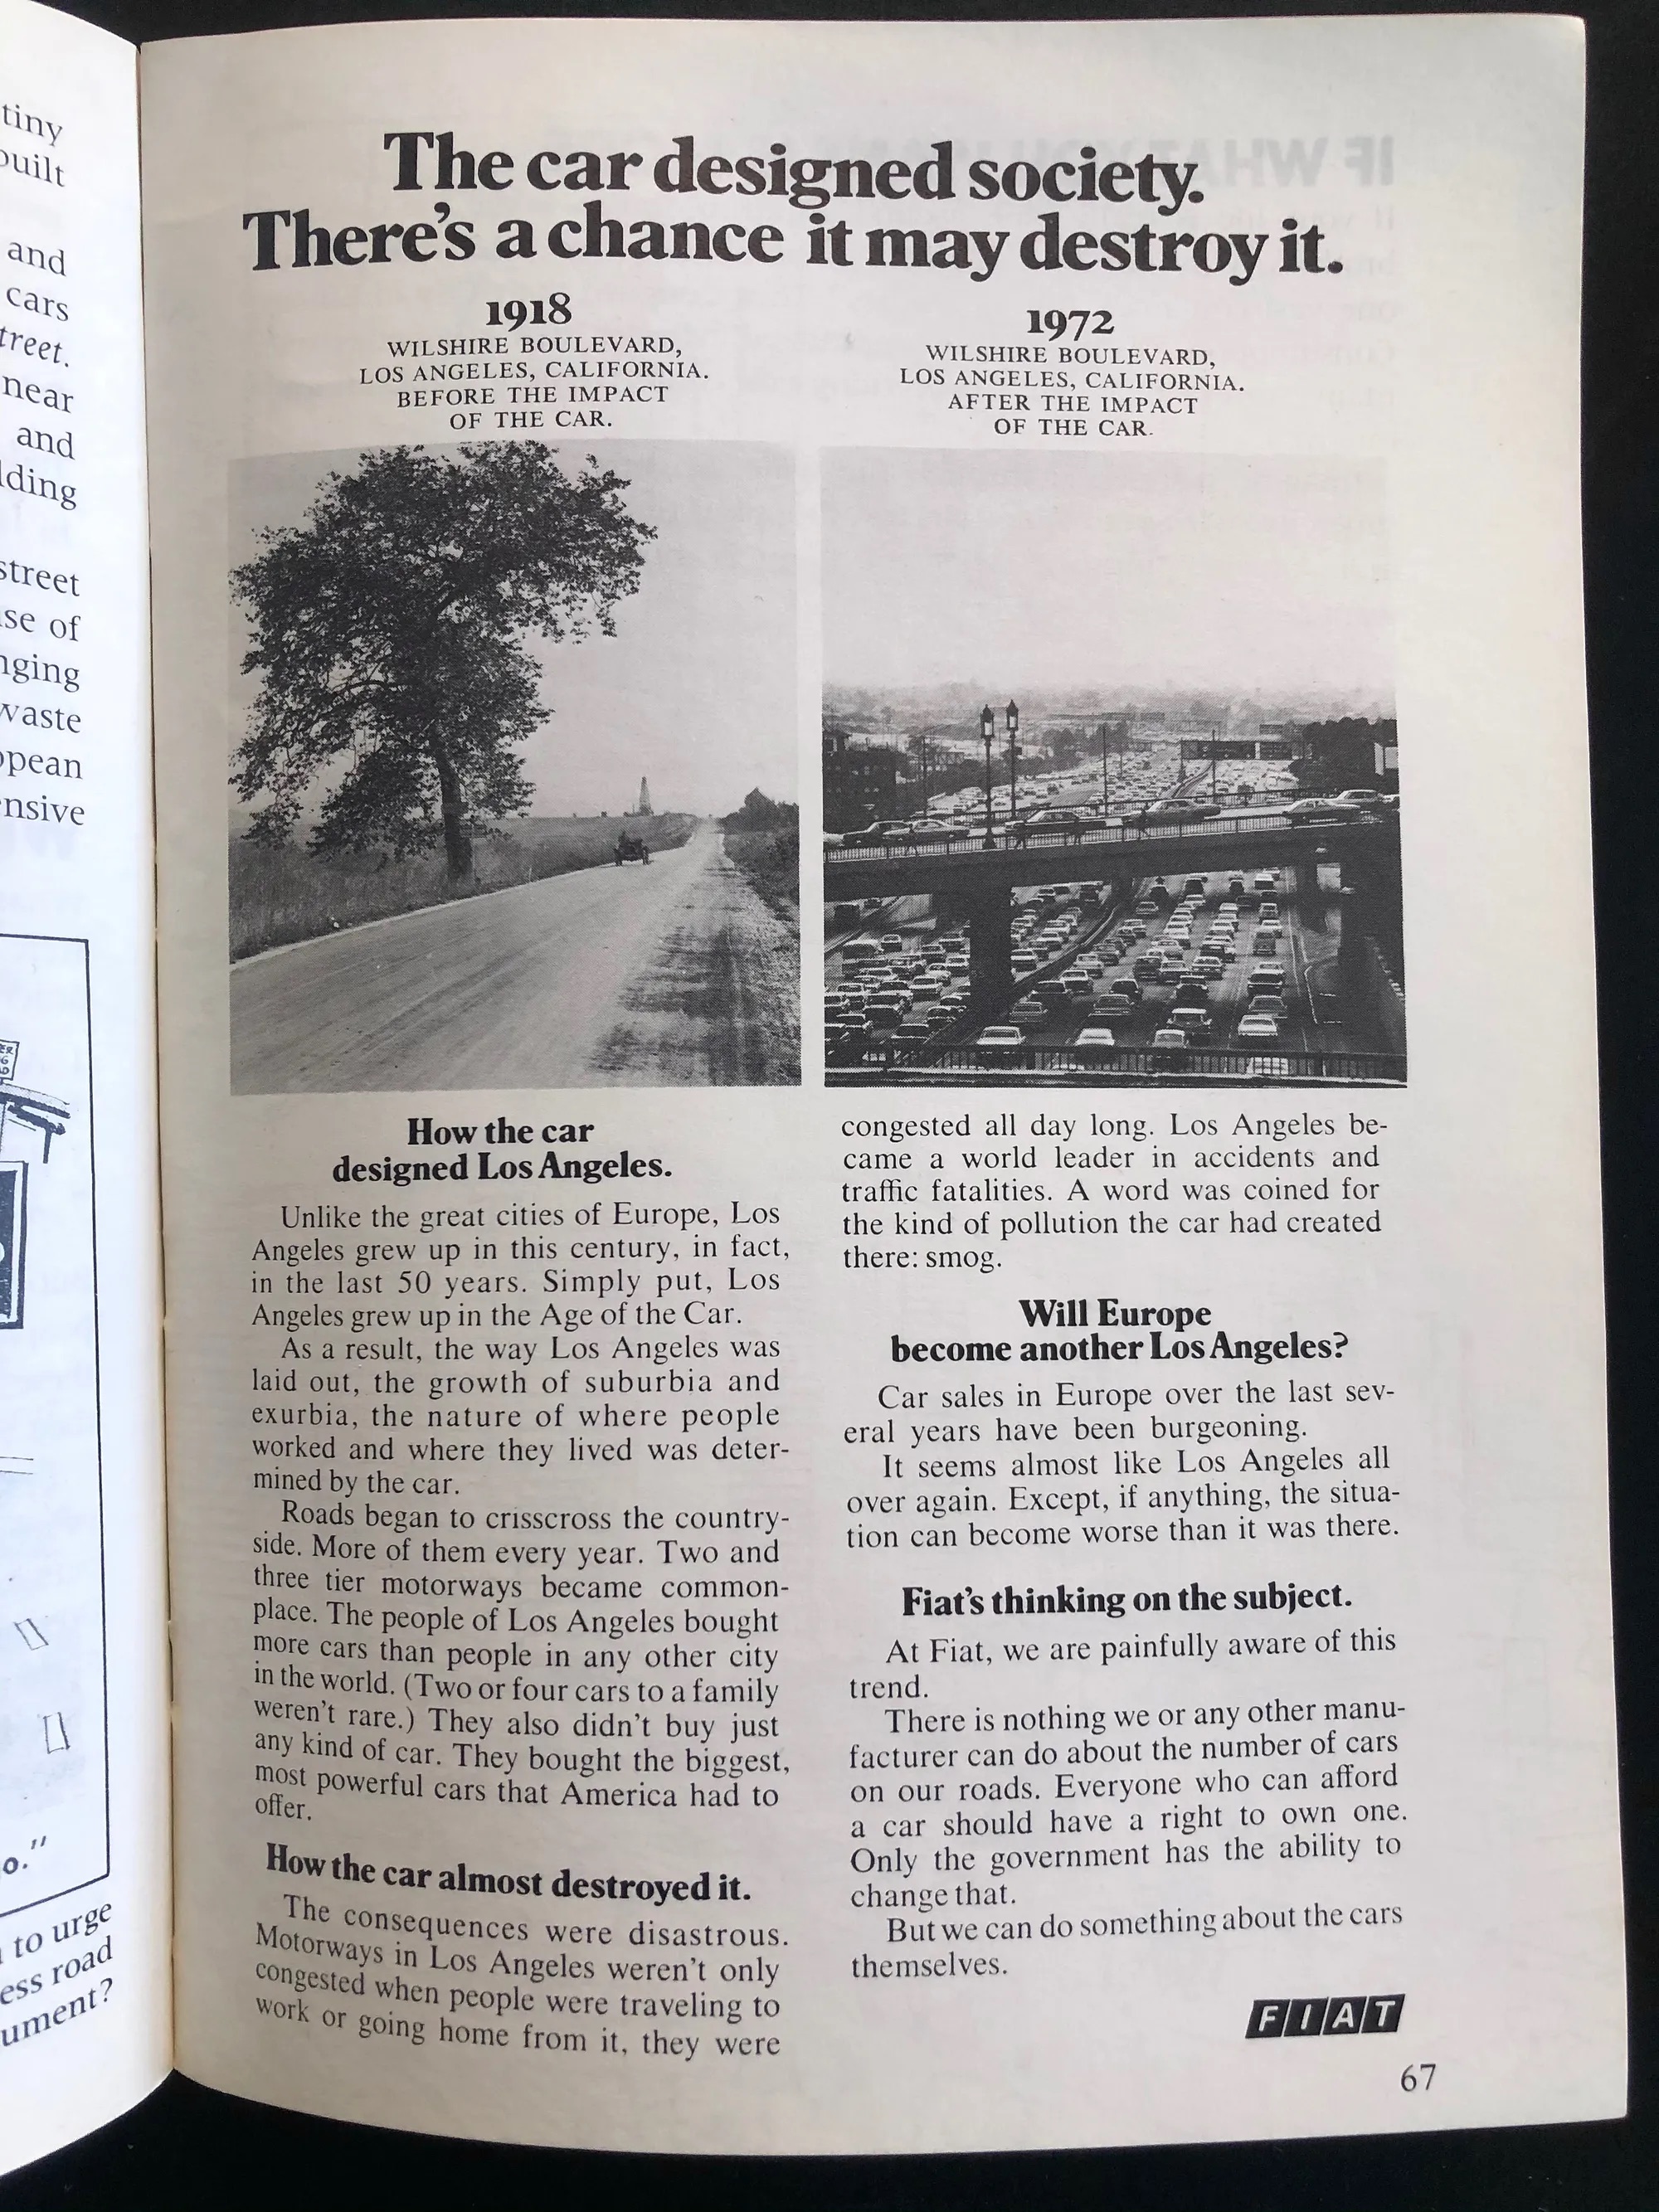 tiny
built
and
cars
treet.
near
and
lding
street
se of
nging
waste
opean
ensive
o."
to urge
ess road
ument?
The car designed society.
There's a chance it may destroy it.
1918
WILSHIRE BOULEVARD,
LOS ANGELES, CALIFORNIA.
BEFORE THE IMPACT
OF THE CAR.
1972
WILSHIRE BOULEVARD,
LOS ANGELES, CALIFORNIA.
AFTER THE IMPACT
OF THE CAR.
How the car
designed Los Angeles.
Unlike the great cities of Europe, Los
Angeles grew up in this century, in fact,
in the last 50 years. Simply put, Los
Angeles grew up in the Age of the Car.
As a result, the way Los Angeles was
laid out, the growth of suburbia and
exurbia, the nature of where people
worked and where they lived was deter-
mined by the car.
Roads began to crisscross the country-
side. More of them every year. Two and
three tier motorways became common-
place. The people of Los Angeles bought
more cars than people in any other city
in the world. (Two or four cars to a family
weren't rare.) They also didn't buy just
any kind of car. They bought the biggest,
most powerful cars that America had to
offer.
How the car almost destroyed it.
The consequences were disastrous.
Motorways in Los Angeles weren't only
congested when people were traveling to
work or going home from it, they were
congested all day long. Los Angeles be-
came a world leader in accidents and
traffic fatalities. A word was coined for
the kind of pollution the car had created
there: smog.
Will Europe
become another Los Angeles?
Car sales in Europe over the last sev-
eral years have been burgeoning.
It seems almost like Los Angeles all
over again. Except, if anything, the situa-
tion can become worse than it was there.
Fiat's thinking on the subject.
At Fiat, we are painfully aware of this
trend.
There is nothing we or any other manu-
facturer can do about the number of cars
on our roads. Everyone who can afford
a car should have a right to own one.
Only the government has the ability to
change that.
But we can do something about the cars
themselves.
FIAT
67